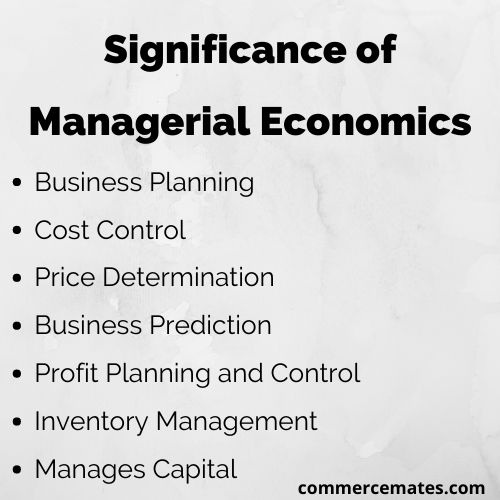 Significance of
Managerial Economics
• Business Planning
• Cost Control
• Price Determination
• Business Prediction
• Profit Planning and Control
• Inventory Management
• Manages Capital
commercemates.com